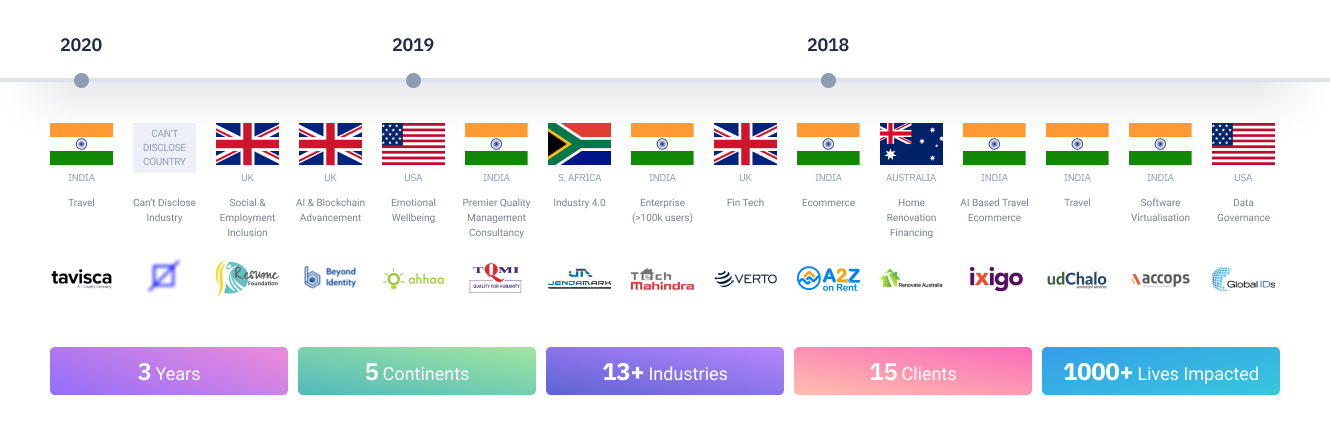 2020
2019
2018
CAN'T
DISCLOSE
COUNTRY
INDIA
UK
UK
USA
INDIA
S. AFRICA
INDIA
UK
INDIA
AUSTRALIA
INDIA
INDIA
INDIA
USA
Travel
Can't Disclose
Industry
Social &
Employment
Inclusion
AI & Blockchain
Advancement
Emotional
Wellbeing
Premier Quality
Management
Consultancy
Industry 4.0
Enterprise
(>100k users)
Fin Tech
Ecommerce
Home
Renovation
Financing
AI Based Travel
Ecommerce
Travel
Software
Virtualisation
Data
Governance
tavisca
Resume
Foundation
Beyond
Identity
ahhaa
TQMI
QUALITY FOR HUMANITY
JENDAMARK
Tech
Mahindra
VERTO
A2Z
on Rent
Renovate Australia
ixigo
udChalo
accops
Global IDs
3 Years
5 Continents
13+ Industries
15 Clients
1000+ Lives Impacted